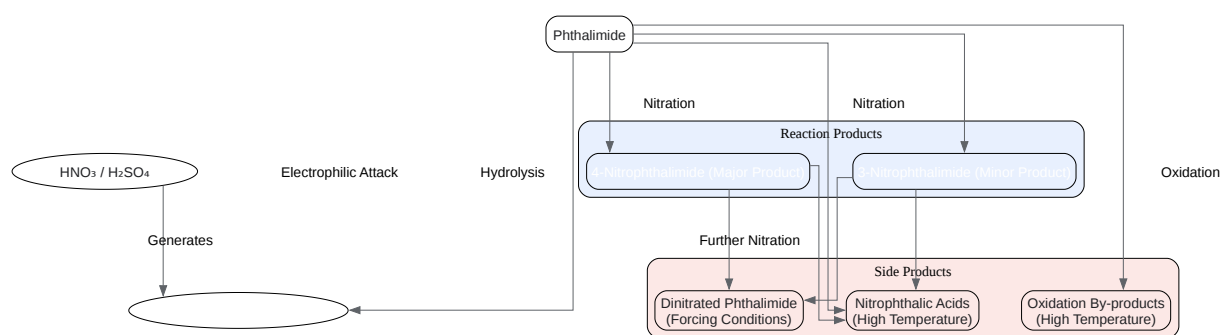 Phthalimide
Nitration
Nitration
Reaction Products
HNO₃ / H₂SO₄
Electrophilic Attack
Hydrolysis
4-Nitrophthalimide (Major Product)
3-Nitrophthalimide (Minor Product)
Oxidation
Generates
Further Nitration
Side Products
Dinitrated Phthalimide
(Forcing Conditions)
Nitrophthalic Acids
(High Temperature)
Oxidation By-products
(High Temperature)